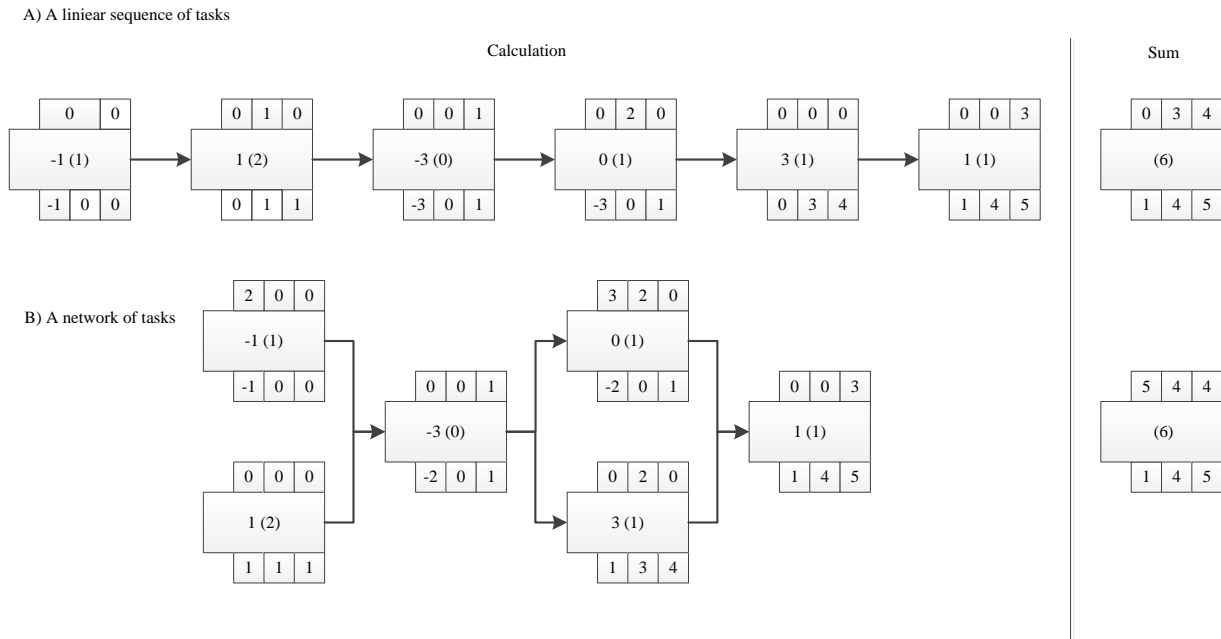 A) A liniear sequence of tasks
Calculation
Sum
0 0
0 1 0
0 0 1
0 2 0
0 0 0
0 0 3
0 3 4
-1 (1)
1 (2)
-3 (0)
0 (1)
3 (1)
1 (1)
(6)
-1 0 0
0 1 1
-3 0 1
-3 0 1
0 3 4
1 4 5
1 4 5
B) A network of tasks
2 0 0
-1 (1)
-1 0 0
0 0 0
1 (2)
1 1 1
0 0 1
-3 (0)
-2 0 1
3 2 0
0 (1)
-2 0 1
0 2 0
3 (1)
1 3 4
0 0 3
1 (1)
1 4 5
5 4 4
(6)
1 4 5